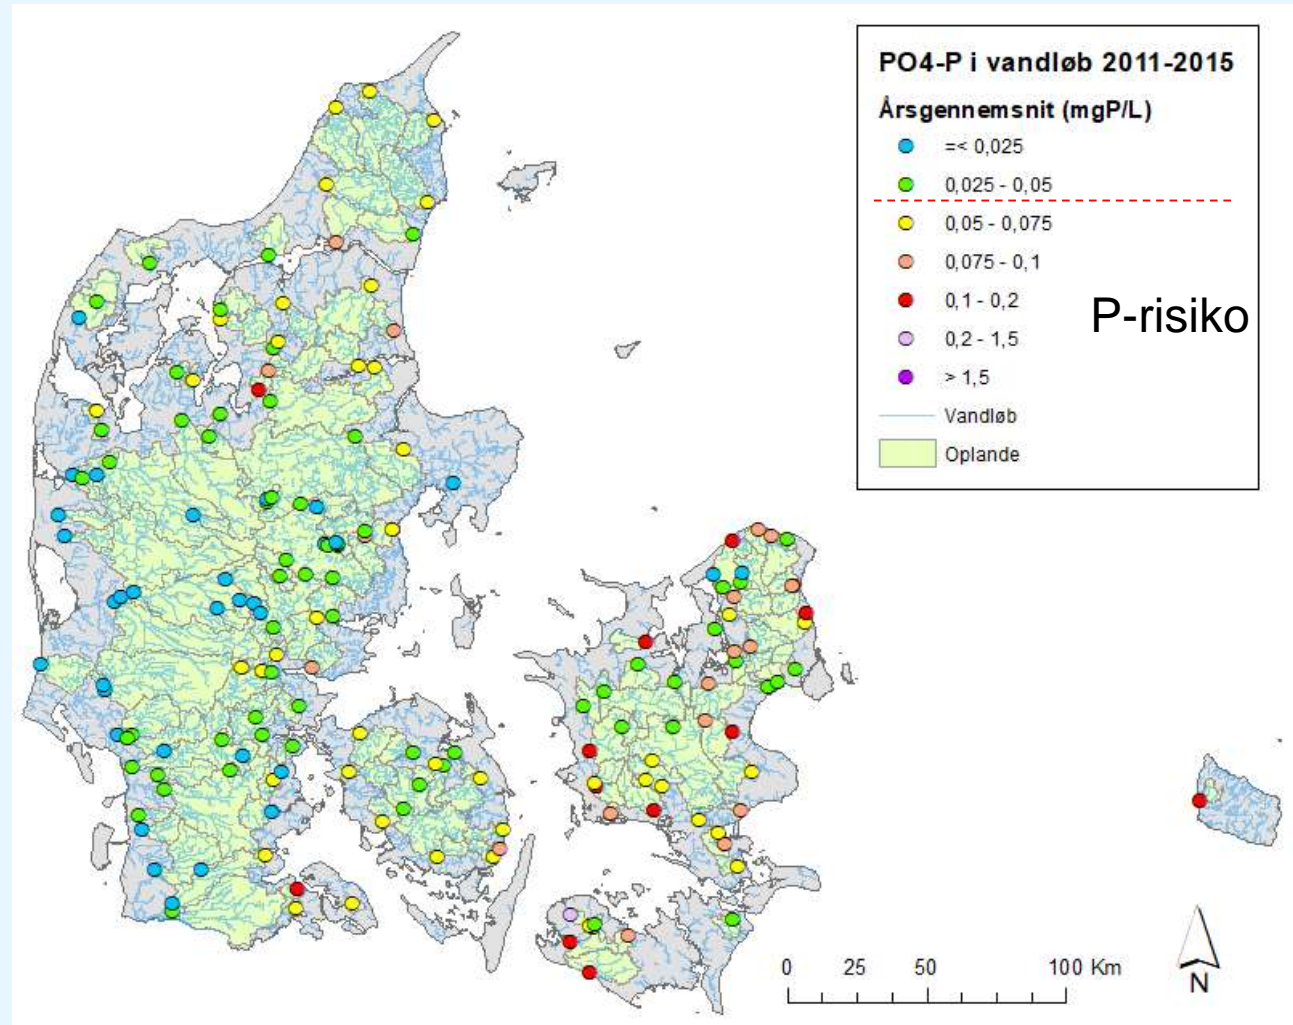 PO4-P i vandløb 2011-2015
Årsgennemsnit (mgP/L)
=< 0,025
0,025 - 0,05
0,05 - 0,075
0,075 - 0,1
0,1 - 0,2
0,2 - 1,5
> 1,5
Vandløb
Oplande
P-risiko
0 25 50 100 Km
N